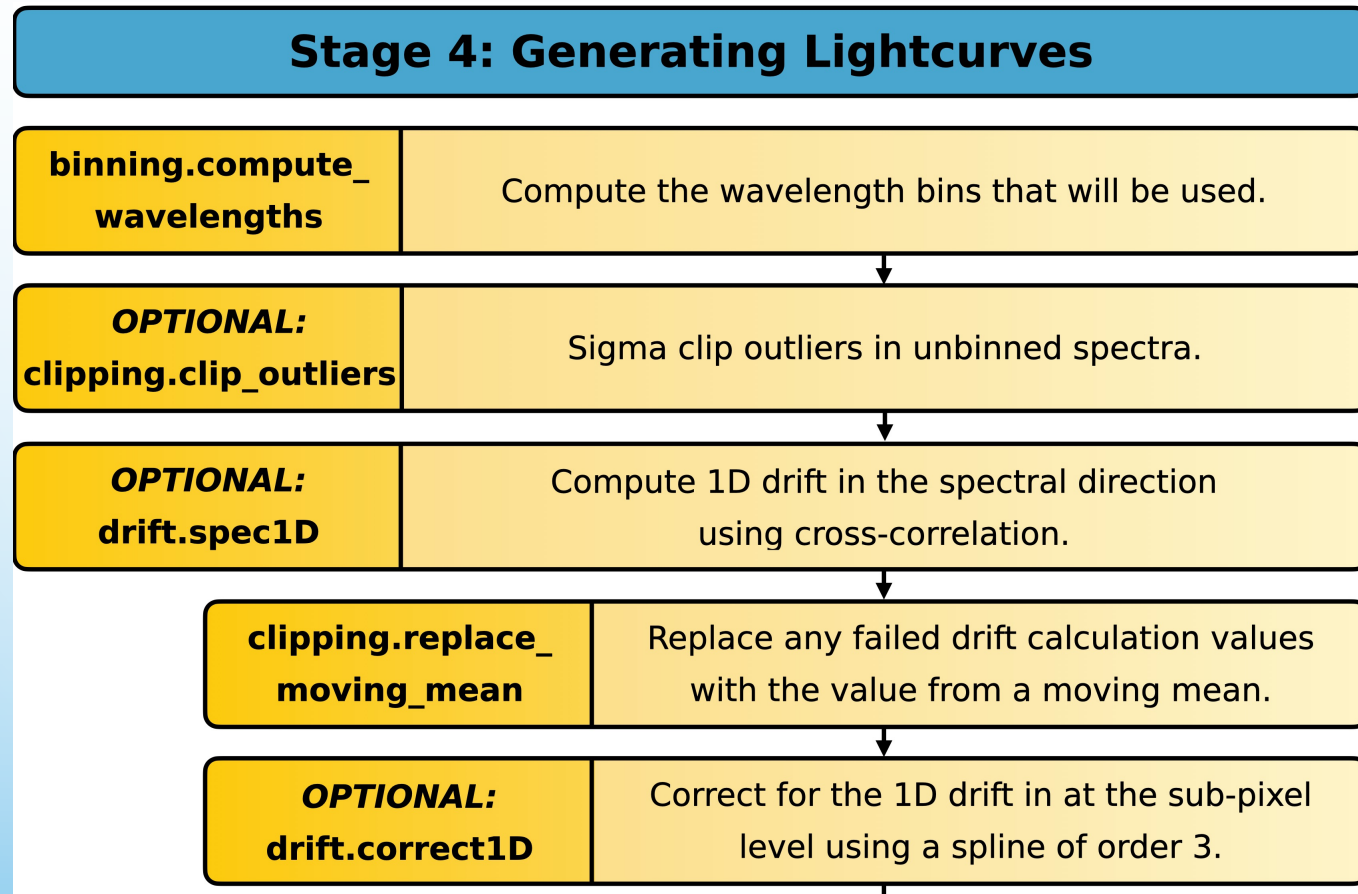 Stage 4: Generating Lightcurves
binning.compute_
wavelengths
Compute the wavelength bins that will be used.
OPTIONAL:
clipping.clip_outliers
Sigma clip outliers in unbinned spectra.
OPTIONAL:
drift.spec1D
Compute 1D drift in the spectral direction
using cross-correlation.
clipping.replace_
moving_mean
Replace any failed drift calculation values
with the value from a moving mean.
OPTIONAL:
drift.correct1D
Correct for the 1D drift in at the sub-pixel
level using a spline of order 3.